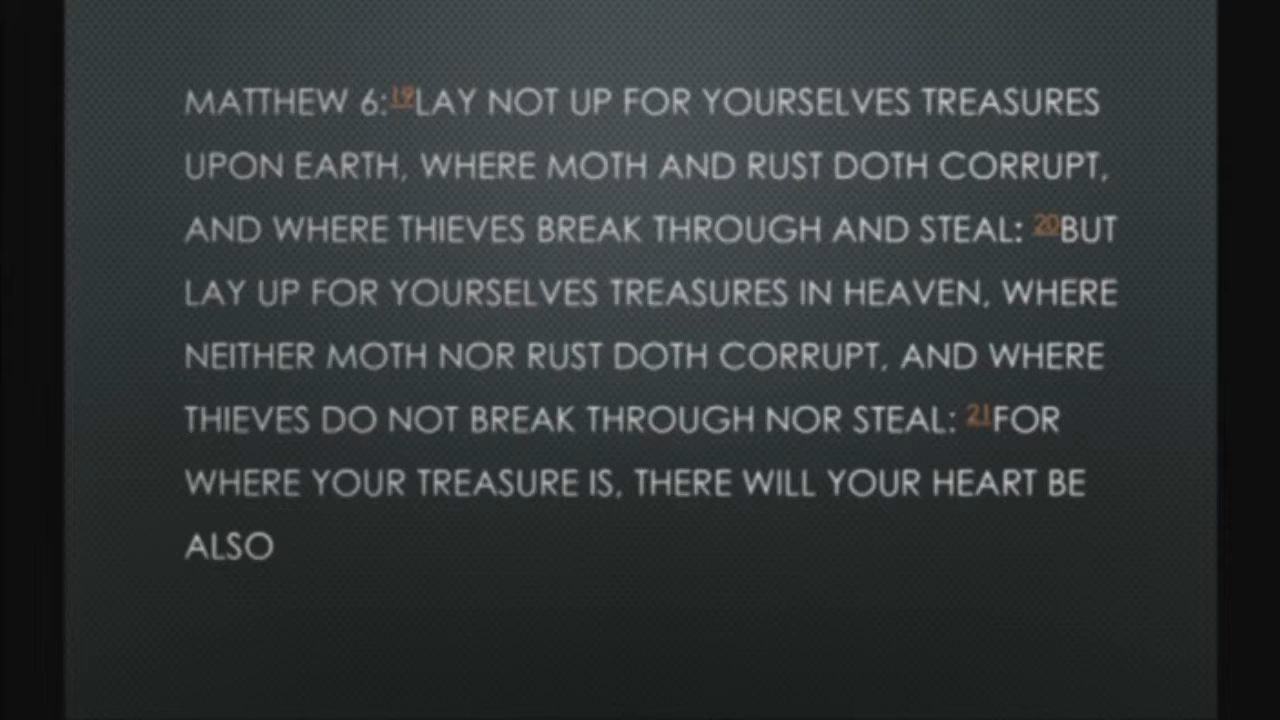 MATTHEW 6:19LAY NOT UP FOR YOURSELVES TREASURES
UPON EARTH, WHERE MOTH AND RUST DOTH CORRUPT,
AND WHERE THIEVES BREAK THROUGH AND STEAL: 20BUT
LAY UP FOR YOURSELVES TREASURES IN HEAVEN, WHERE
NEITHER MOTH NOR RUST DOTH CORRUPT, AND WHERE
THIEVES DO NOT BREAK THROUGH NOR STEAL: 21FOR
WHERE YOUR TREASURE IS, THERE WILL YOUR HEART BE
ALSO